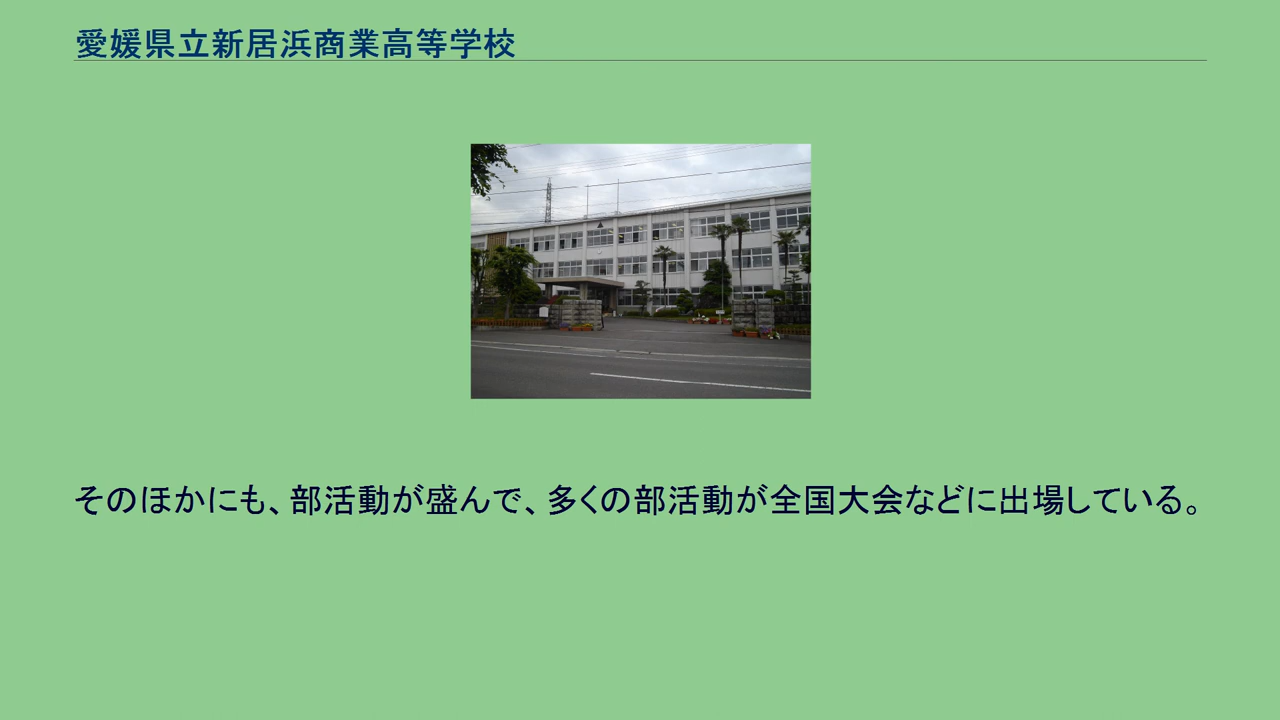 愛媛県立新居浜商業高等学校
そのほかにも、部活動が盛んで、多くの部活動が全国大会などに出場している。